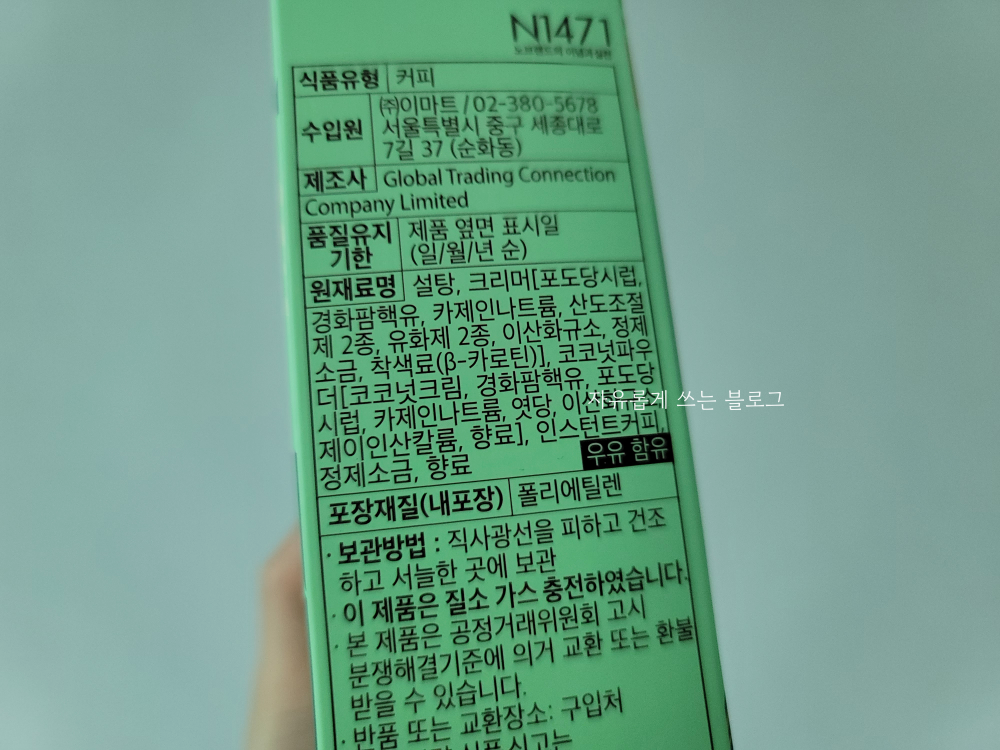 N1471
노브랜드의 이념과 실천
식품유형 커피
수입원 ㈜이마트 / 02-380-5678
서울특별시 중구 세종대로
7길 37 (순화동)
제조사 Global Trading Connection
Company Limited
품질유지기한 제품 옆면 표시일
(일/월/년 순)
원재료명 설탕, 크리머[포도당시럽,
경화팜핵유, 카제인나트륨, 산도조절
제 2종, 유화제 2종, 이산화규소, 정제
소금, 착색료(β-카로틴)], 코코넛파우
더[코코넛크림, 경화팜핵유, 포도당
시럽, 카제인나트륨, 엿당,
자유롭게 쓰는 블로그
제이인산칼륨, 향료], 인스턴트커피,
정제소금, 향료
우유 함유
포장재질(내포장) 폴리에틸렌
· 보관방법 : 직사광선을 피하고 건조
하고 서늘한 곳에 보관
· 이 제품은 질소 가스 충전하였습니다.
· 본 제품은 공정거래위원회 고시
분쟁해결기준에 의거 교환 또는 환불
받을 수 있습니다.
· 반품 또는 교환장소: 구입처